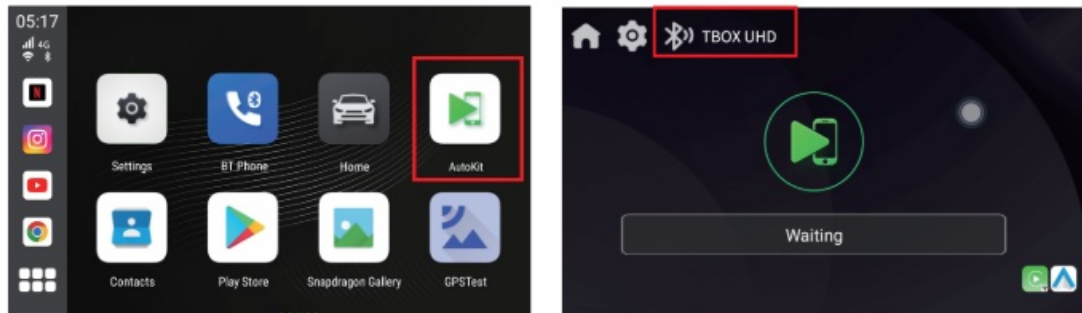 05:17
4G
Settings
BT Phone
Home
AutoKit
Contacts
Play Store
Snapdragon Gallery
GPSTest
TBOX UHD
Waiting